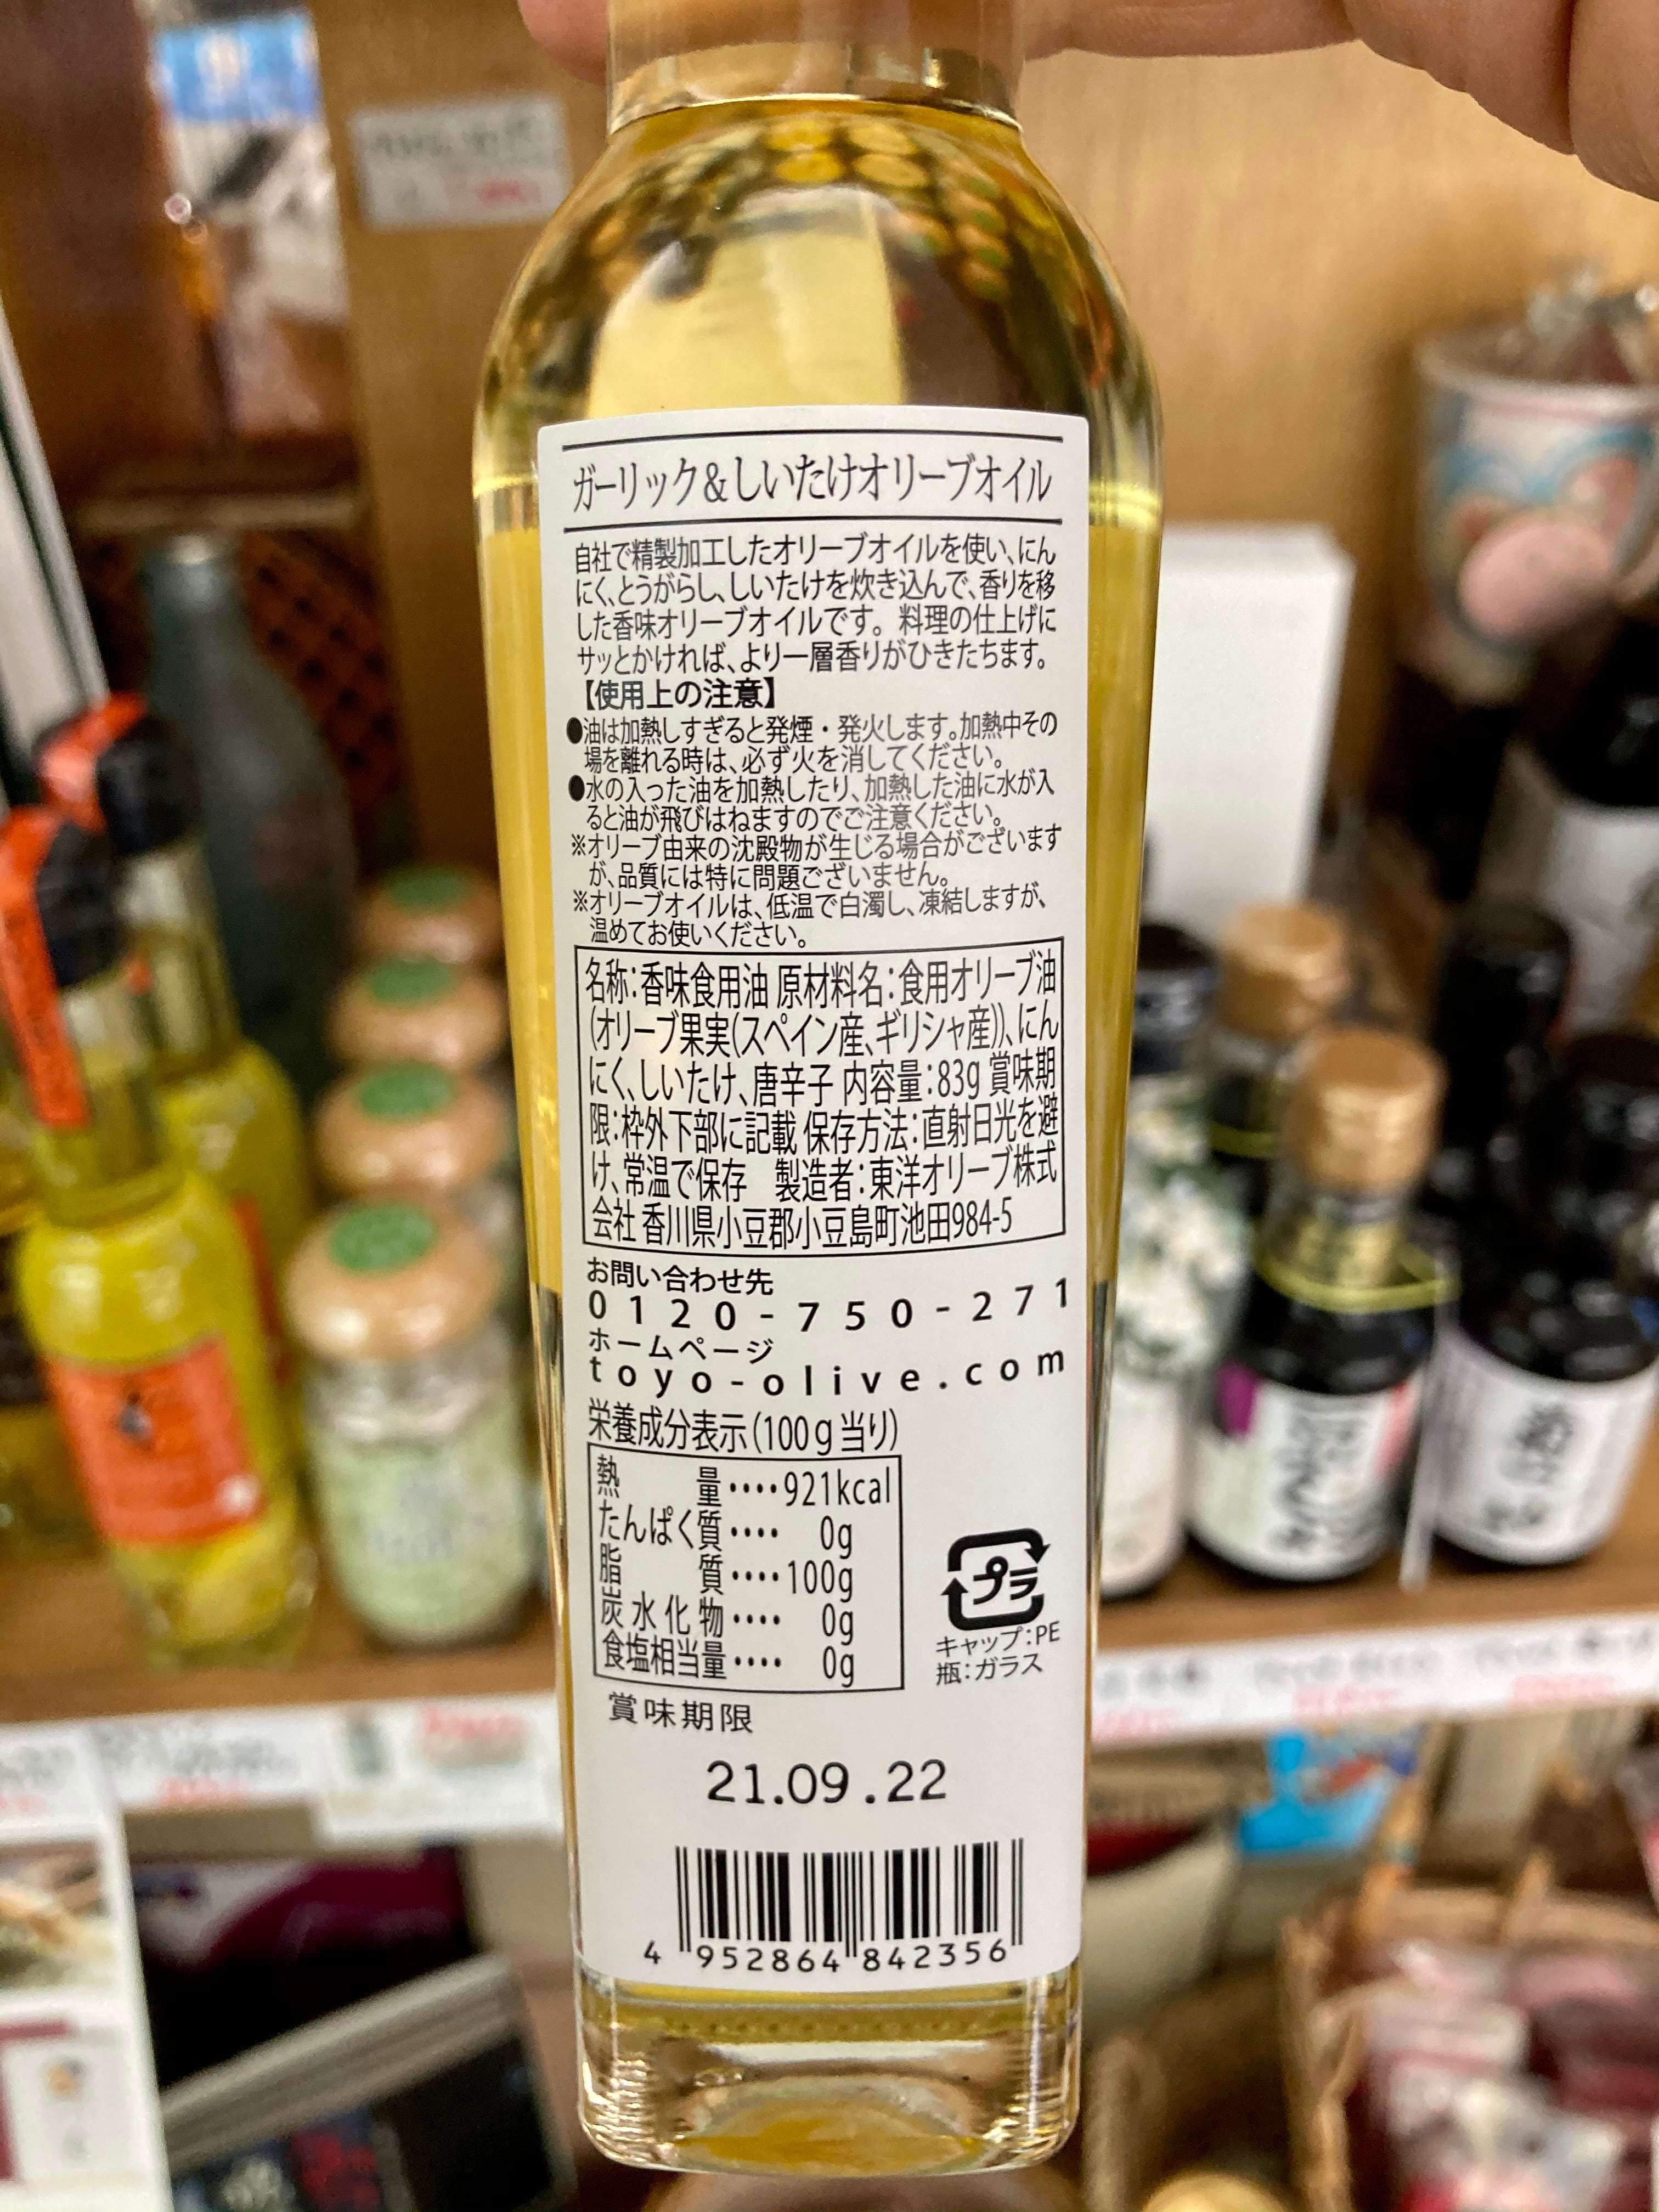 ガーリック&しいたけオリーブオイル
自社で精製加工したオリーブオイルを使い、にん
にく、とうがらし、しいたけを炊き込んで、香りを移
した香味オリーブオイルです。料理の仕上げに
サッとかければ、より一層香りがひきたちます。
【使用上の注意】
●油は加熱しすぎると発煙・発火します。加熱中その
場を離れる時は、必ず火を消してください。
●水の入った油を加熱したり、加熱した油に水が入
ると油が飛びはねますのでご注意ください。
※オリーブ由来の沈殿物が生じる場合がございます
が、品質には特に問題ございません。
※オリーブオイルは、低温で白濁し、凍結しますが、
温めてお使いください。
名称：香味食用油 原材料名：食用オリーブ油
(オリーブ果実(スペイン産、ギリシャ産))、にん
にく、しいたけ、唐辛子 内容量：83g 賞味期
限：枠外下部に記載 保存方法：直射日光を避
け、常温で保存 製造者：東洋オリーブ株式
会社 香川県小豆郡小豆島町池田984-5
お問い合わせ先
0120-750-271
ホームページ
toyo-olive.com
栄養成分表示(100g当り)
熱量････921kcal
たんぱく質････0g
脂質････100g
炭水化物････0g
食塩相当量････0g
プラ
キャップ：PE
瓶：ガラス
賞味期限
21.09.22
4 952864 842356